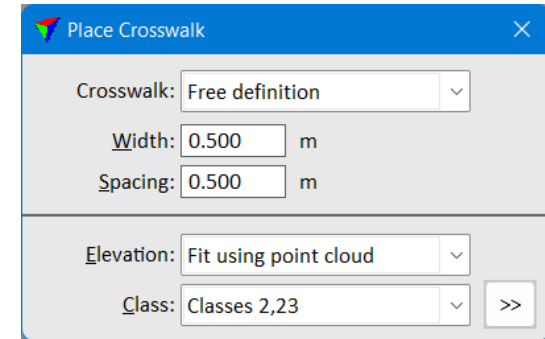 Place Crosswalk
Crosswalk: Free definition
Width: 0.500 m
Spacing: 0.500 m
Elevation: Fit using point cloud
Class: Classes 2,23 >>